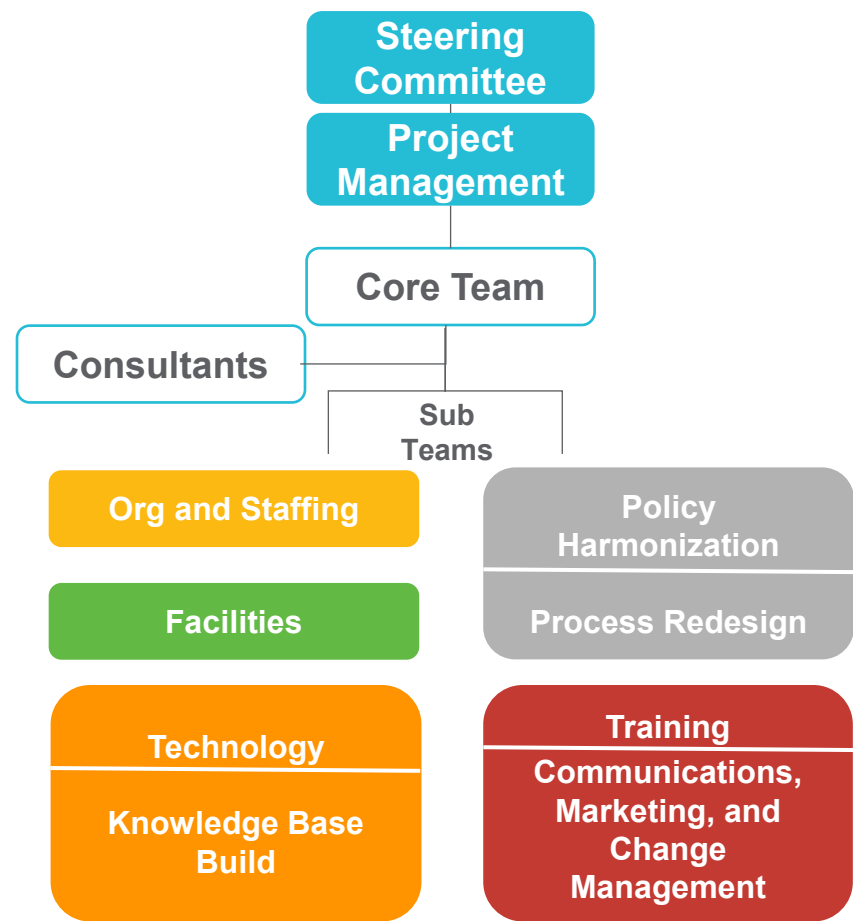 Steering
Committee
Project
Management
Core Team
Consultants
Sub
Teams
Org and Staffing
Policy
Harmonization
Facilities
Process Redesign
Technology
Knowledge Base
Build
Training
Communications,
Marketing, and
Change
Management